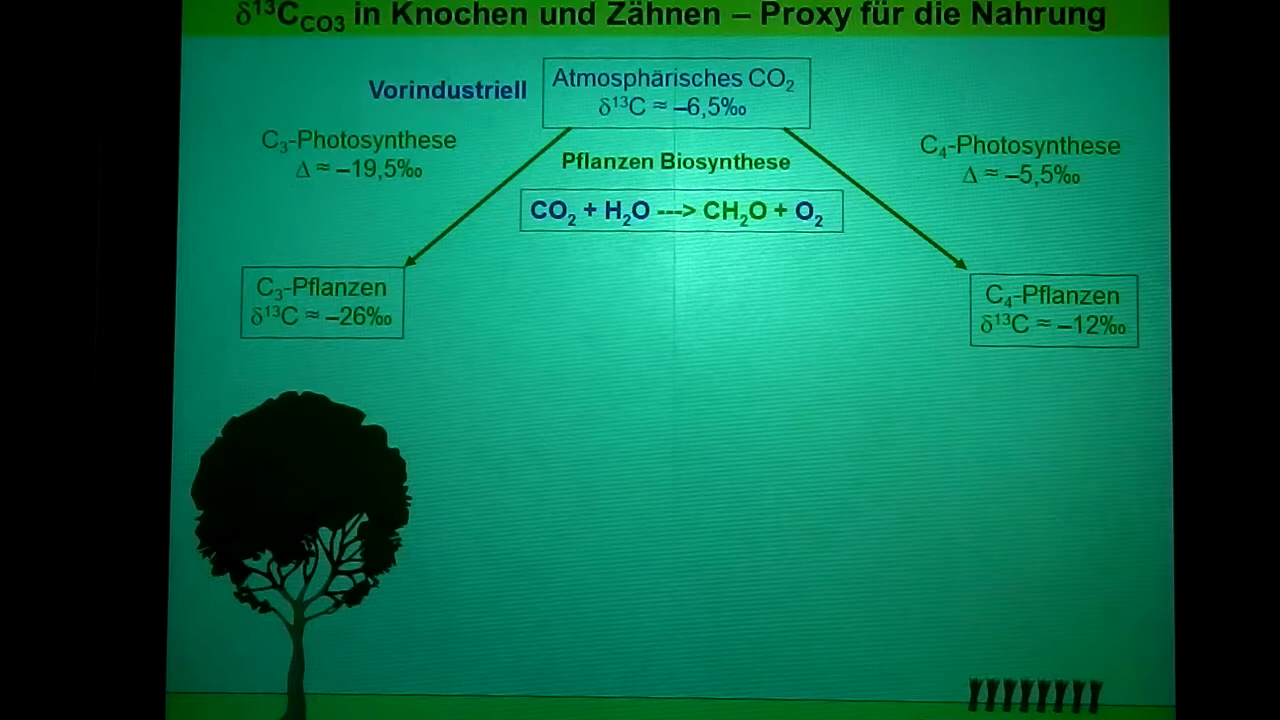 δ¹³C_CO3 in Knochen und Zähnen – Proxy für die Nahrung
Vorindustriell
Atmosphärisches CO₂
δ¹³C ≈ –6,5‰
C₃-Photosynthese
Δ ≈ –19,5‰
Pflanzen Biosynthese
C₄-Photosynthese
Δ ≈ –5,5‰
CO₂ + H₂O ---> CH₂O + O₂
C₃-Pflanzen
δ¹³C ≈ –26‰
C₄-Pflanzen
δ¹³C ≈ –12‰